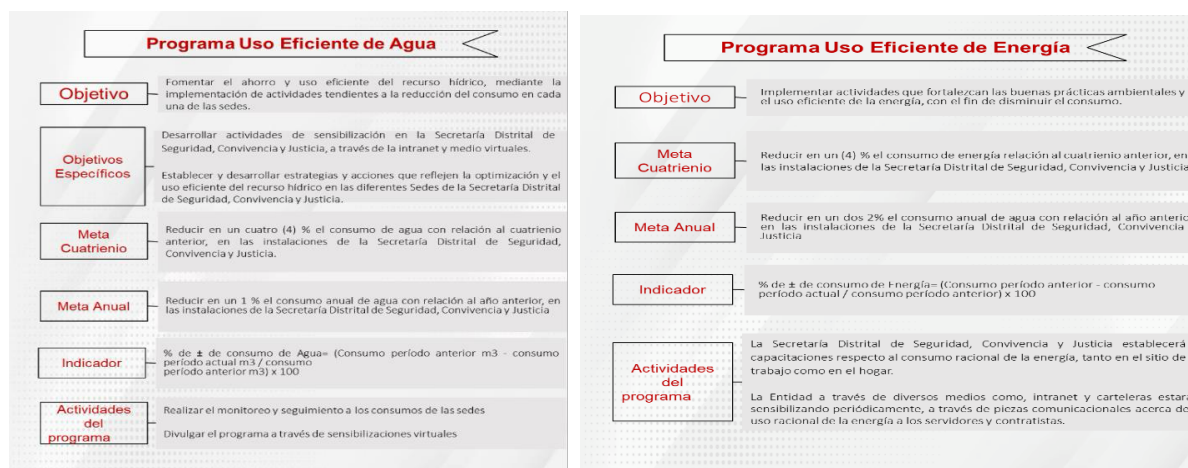 Programa Uso Eficiente de Agua
Objetivo
Fomentar el ahorro y uso eficiente del recurso hídrico, mediante la
implementación de actividades tendientes a la reducción del consumo en cada
una de las sedes.
Objetivos
Específicos
Desarrollar actividades de sensibilización en la Secretaría Distrital de
Seguridad, Convivencia y Justicia, a través de la intranet y medio virtuales.
Establecer y desarrollar estrategias y acciones que reflejen la optimización y el
uso eficiente del recurso hídrico en las diferentes Sedes de la Secretaría Distrital
de Seguridad, Convivencia y Justicia.
Meta
Cuatrienio
Reducir en un cuatro (4) % el consumo de agua con relación al cuatrienio
anterior, en las instalaciones de la Secretaría Distrital de Seguridad,
Convivencia y Justicia.
Meta Anual
Reducir en un 1 % el consumo anual de agua con relación al año anterior, en
las instalaciones de la Secretaría Distrital de Seguridad, Convivencia y Justicia
Indicador
% de ± de consumo de Agua= (Consumo período anterior m3 - consumo
período actual m3 / consumo
período anterior m3) x 100
Actividades
del
programa
Realizar el monitoreo y seguimiento a los consumos de las sedes
Divulgar el programa a través de sensibilizaciones virtuales
Programa Uso Eficiente de Energía
Objetivo
Implementar actividades que fortalezcan las buenas prácticas ambientales y
el uso eficiente de la energía, con el fin de disminuir el consumo.
Meta
Cuatrienio
Reducir en un (4) % el consumo de energía relación al cuatrienio anterior, en
las instalaciones de la Secretaría Distrital de Seguridad, Convivencia y Justicia
Meta Anual
Reducir en un dos 2% el consumo anual de agua con relación al año anterio
en las instalaciones de la Secretaría Distrital de Seguridad, Convivencia
Justicia
Indicador
% de ± de consumo de Energía= (Consumo período anterior - consumo
período actual / consumo período anterior) x 100
Actividades
del
programa
La Secretaría Distrital de Seguridad, Convivencia y Justicia establecerá
capacitaciones respecto al consumo racional de la energía, tanto en el sitio de
trabajo como en el hogar.
La Entidad a través de diversos medios como, intranet y carteleras estará
sensibilizando periódicamente, a través de piezas comunicacionales acerca de
uso racional de la energía a los servidores y contratistas.